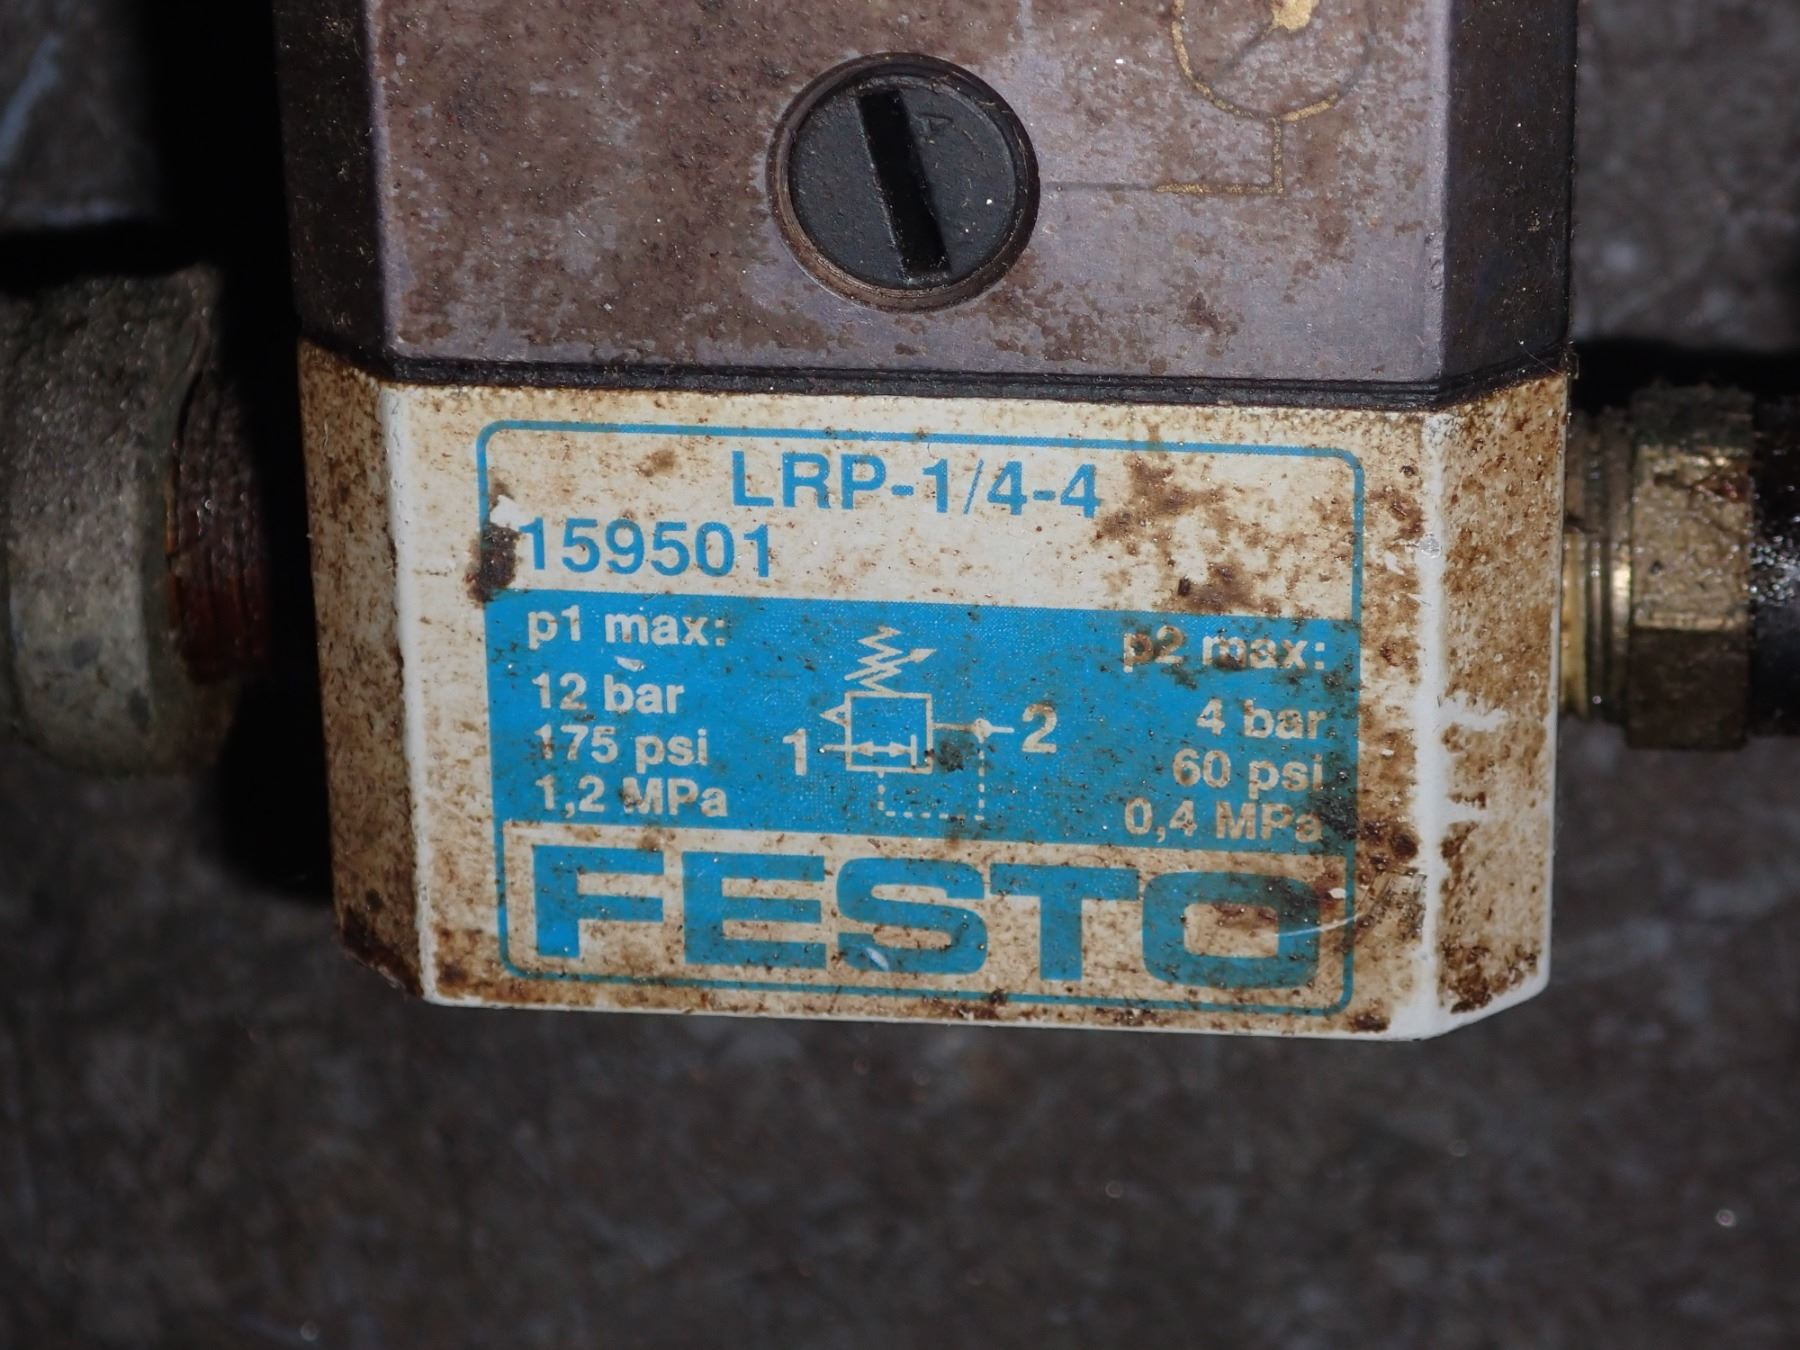 LRP-1/4-4
159501
p1 max:
12 bar
175 psi
1,2 MPa
1
2
p2 max:
4 bar
60 psi
0,4 MPa
FESTO